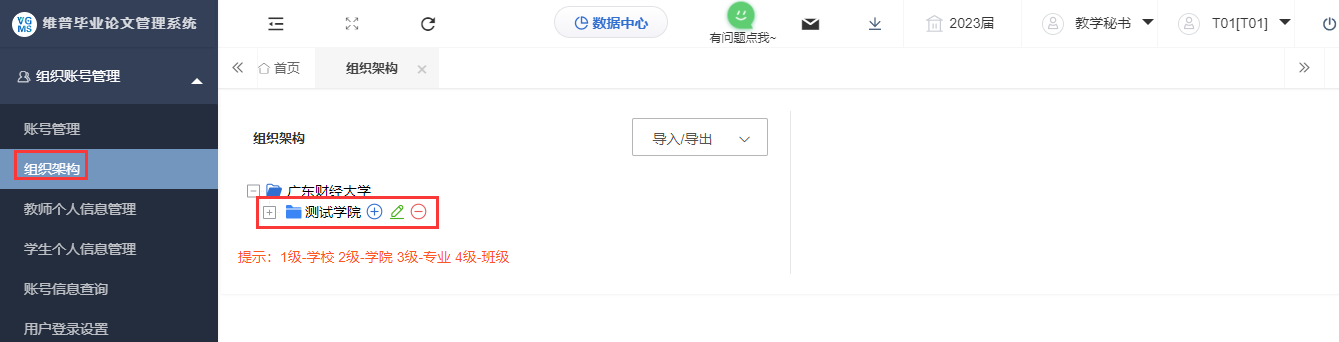 VG MS 维普毕业论文管理系统
数据中心
有问题点我~
2023届
教学秘书
T01[T01]
组织账号管理
首页
组织架构
账号管理
组织架构
教师个人信息管理
学生个人信息管理
账号信息查询
用户登录设置
组织架构
导入/导出
广东财经大学
测试学院
提示：1级-学校 2级-学院 3级-专业 4级-班级